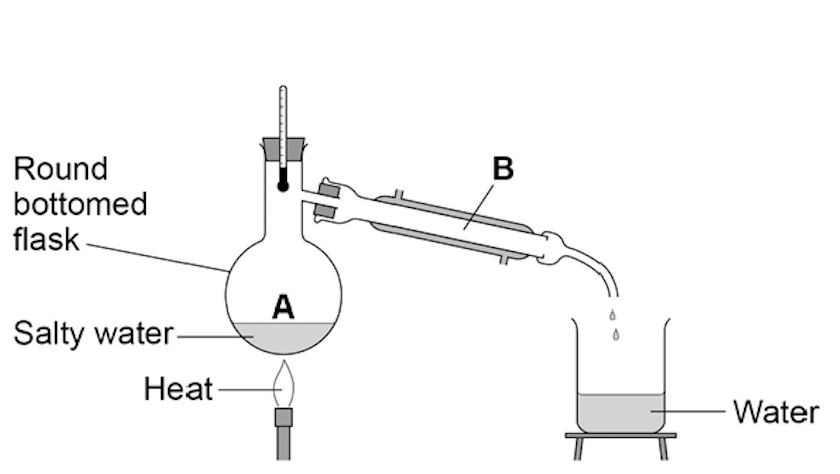 B
Round
bottomed
flask
A
Salty water
Heat
Water